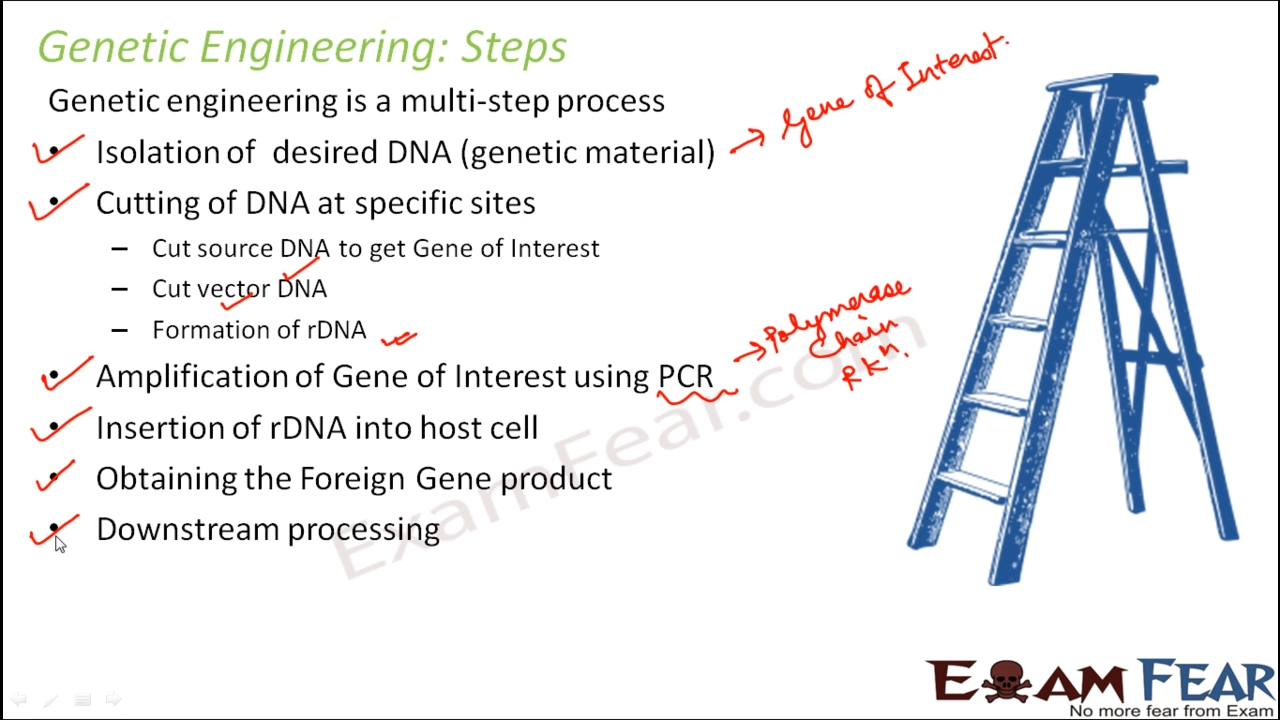 Genetic Engineering: Steps
Genetic engineering is a multi-step process
• Isolation of desired DNA (genetic material) → Gene of Interest.
• Cutting of DNA at specific sites
– Cut source DNA to get Gene of Interest
– Cut vector DNA
– Formation of rDNA
• Amplification of Gene of Interest using PCR → Polymerase
Chain
Rxn.
• Insertion of rDNA into host cell
• Obtaining the Foreign Gene product
• Downstream processing
ExamFear.com
EXAM FEAR
No more fear from Exam